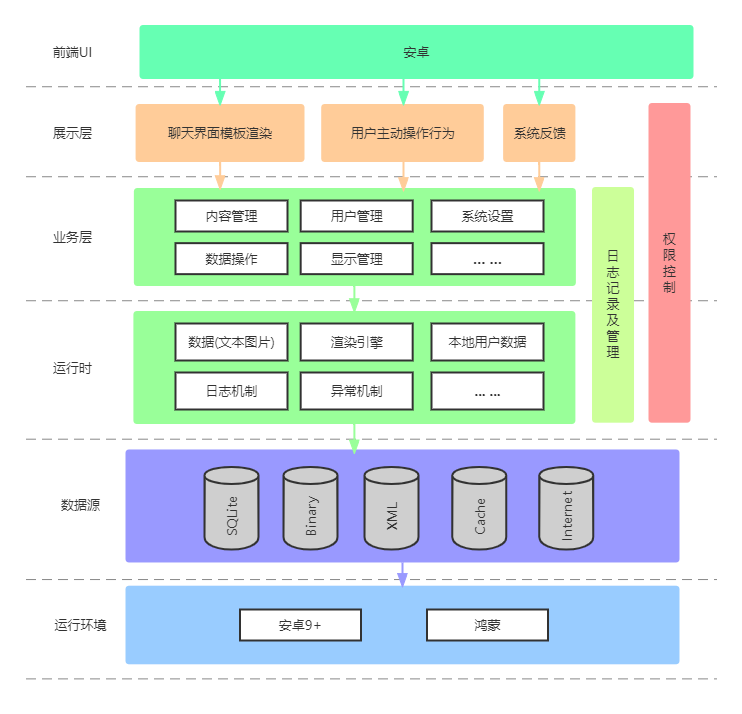 前端UI
安卓
展示层
聊天界面模板渲染
用户主动操作行为
系统反馈
业务层
内容管理
用户管理
系统设置
数据操作
显示管理
... ...
运行时
数据(文本图片)
渲染引擎
本地用户数据
日志机制
异常机制
... ...
日志记录及管理
权限控制
数据源
SQLite
Binary
XML
Cache
Internet
运行环境
安卓9+
鸿蒙